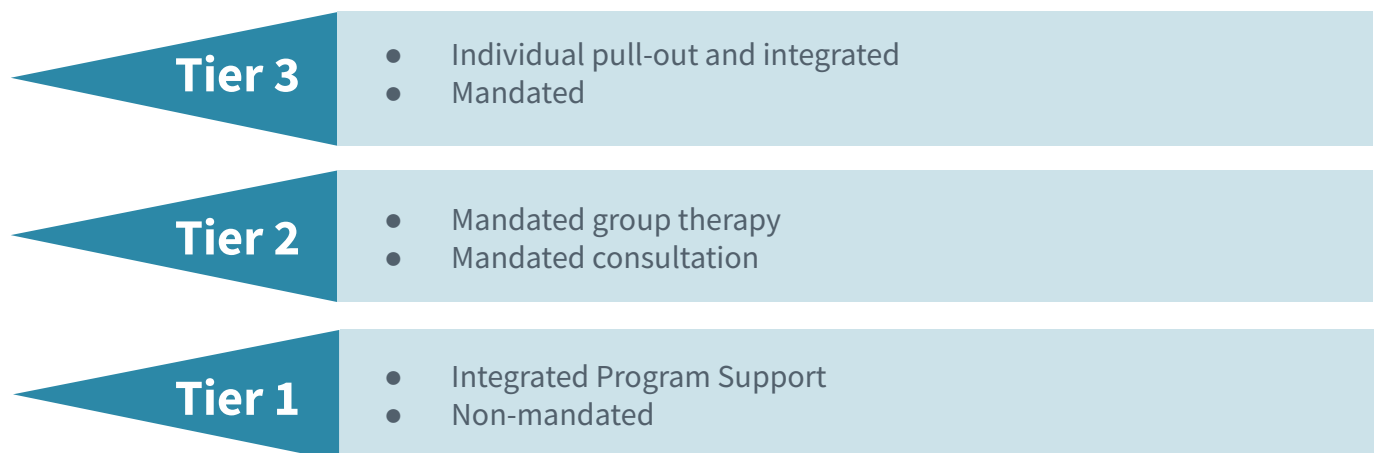 Tier 3
● Individual pull-out and integrated
● Mandated
Tier 2
● Mandated group therapy
● Mandated consultation
Tier 1
● Integrated Program Support
● Non-mandated